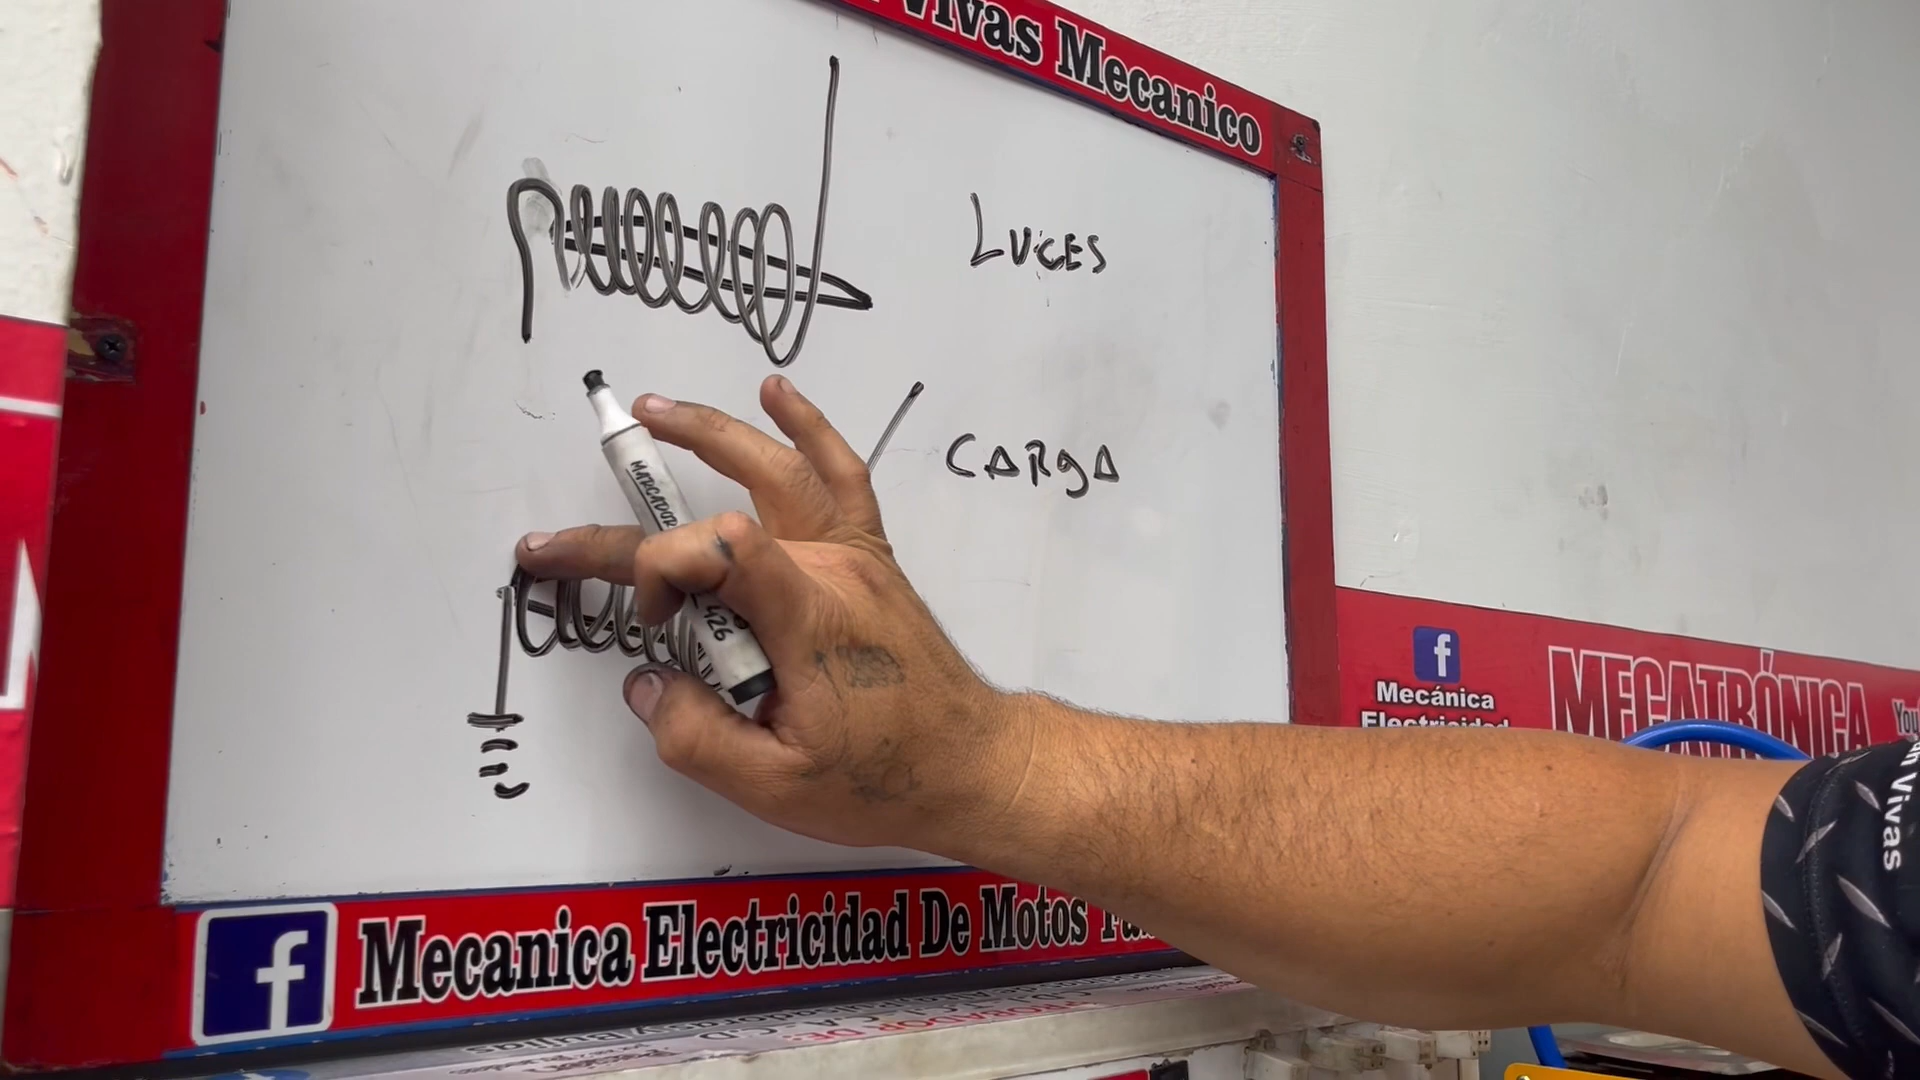 Vivas Mecanico
LUCES
CARgA
MARCADOR
426
Mecánica
Electricidad
MECATRÓNICA
Mecanica Electricidad De Motos
Vivas